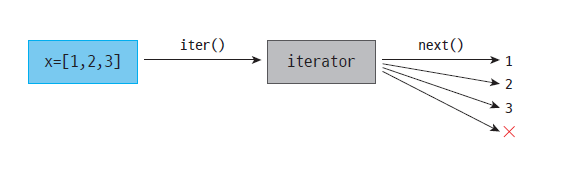 iter()
next()
x=[1,2,3]
iterator
1
2
3